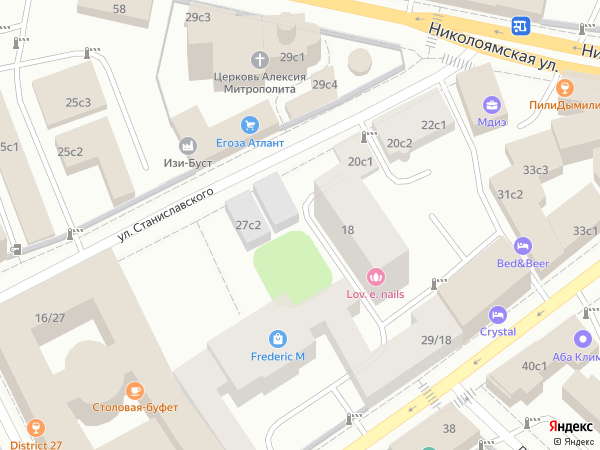 58
29с3
Николоямская ул.
Ни
29с1
Церковь Алексия
Митрополита
29с4
ПилиДымили
25с3
22с1
Мдиэ
Егоза Атлант
20с2
5с1
25с2
Изи-Буст
20с1
33с3
31с2
ул. Станиславского
27с2
18
33с1
Bed&Beer
Lov. e. nails
16/27
Crystal
Frederic M
29/18
Аба Клим
40с1
Столовая-буфет
38
Яндекс
© Яндекс
District 27